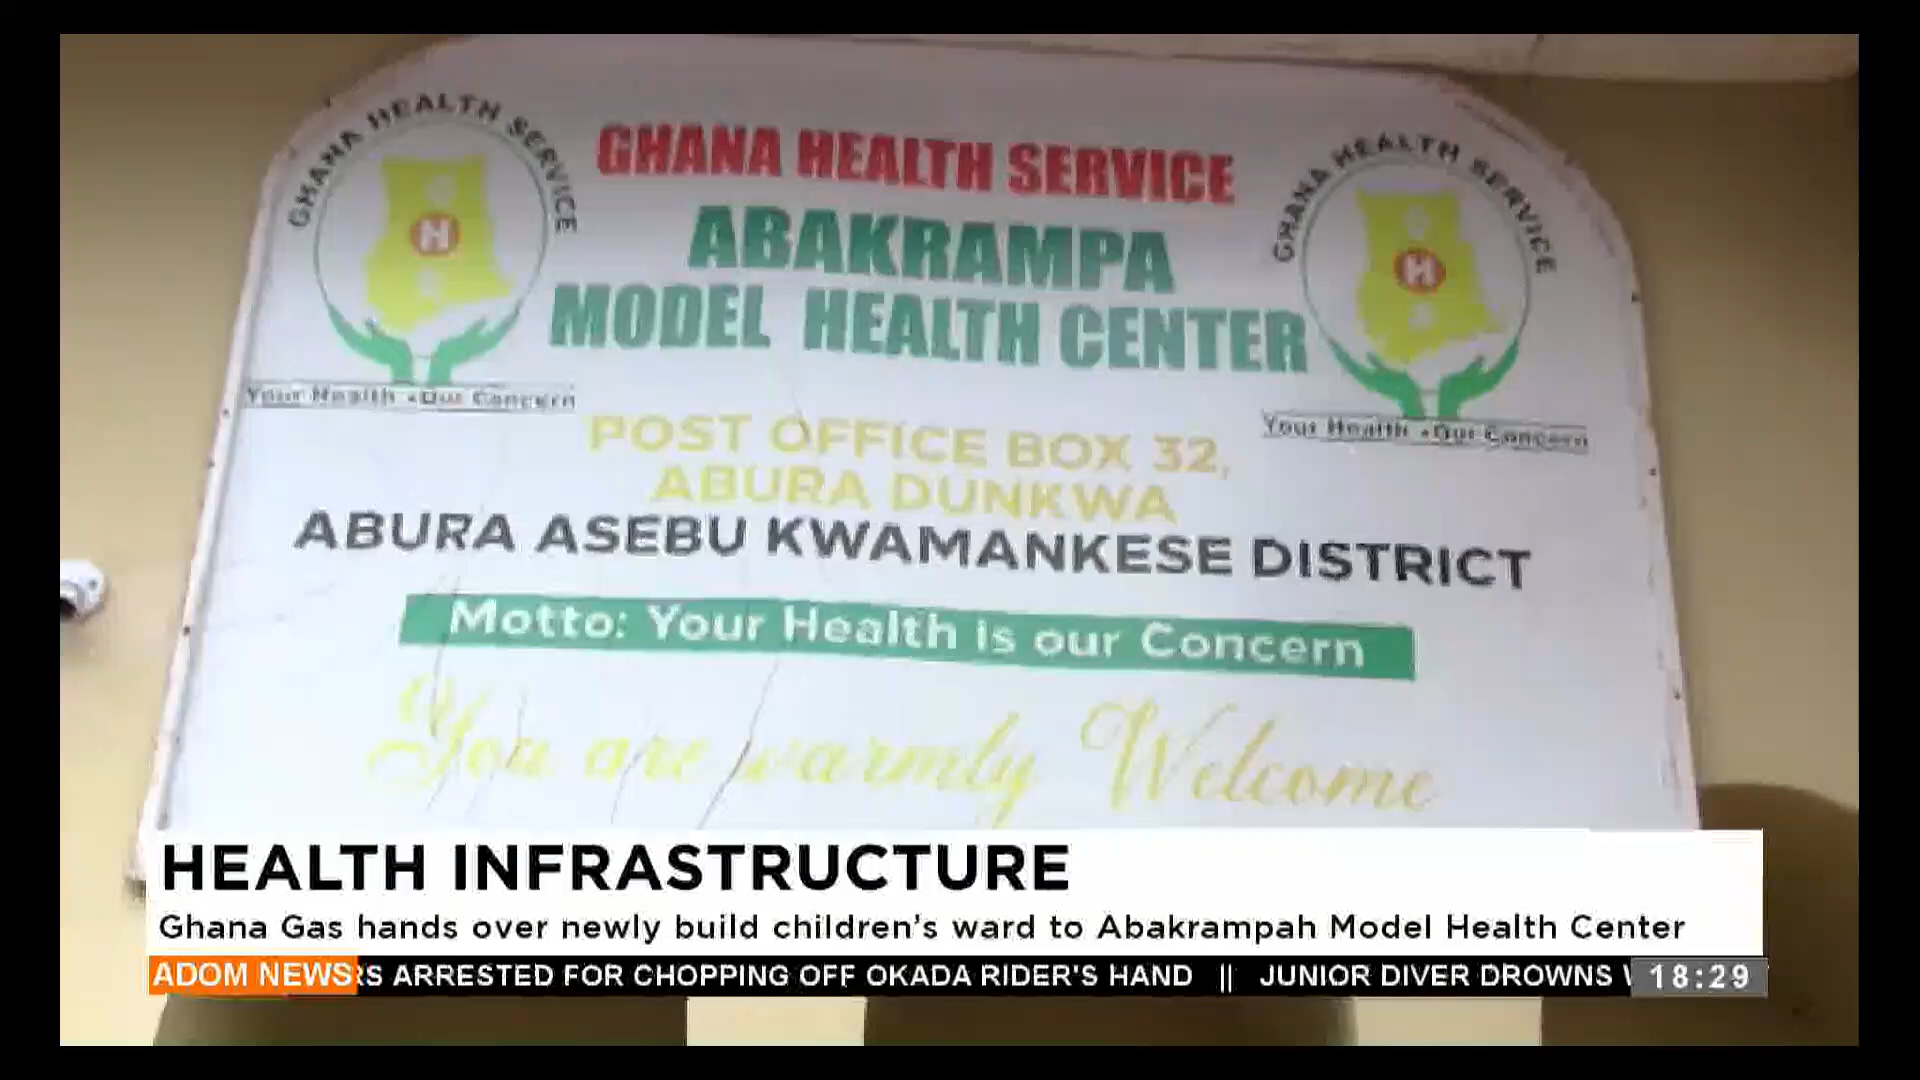 GHANA HEALTH SERVICE
H
Your Health • Our Concern
GHANA HEALTH SERVICE
ABAKRAMPA
MODEL HEALTH CENTER
GHANA HEALTH SERVICE
H
Your Health • Our Concern
POST OFFICE BOX 32,
ABURA DUNKWA
ABURA ASEBU KWAMANKESE DISTRICT
Motto: Your Health is our Concern
You are warmly Welcome
HEALTH INFRASTRUCTURE
Ghana Gas hands over newly build children's ward to Abakrampah Model Health Center
ADOM NEWS
ARRESTED FOR CHOPPING OFF OKADA RIDER'S HAND || JUNIOR DIVER DROWNS
18:29